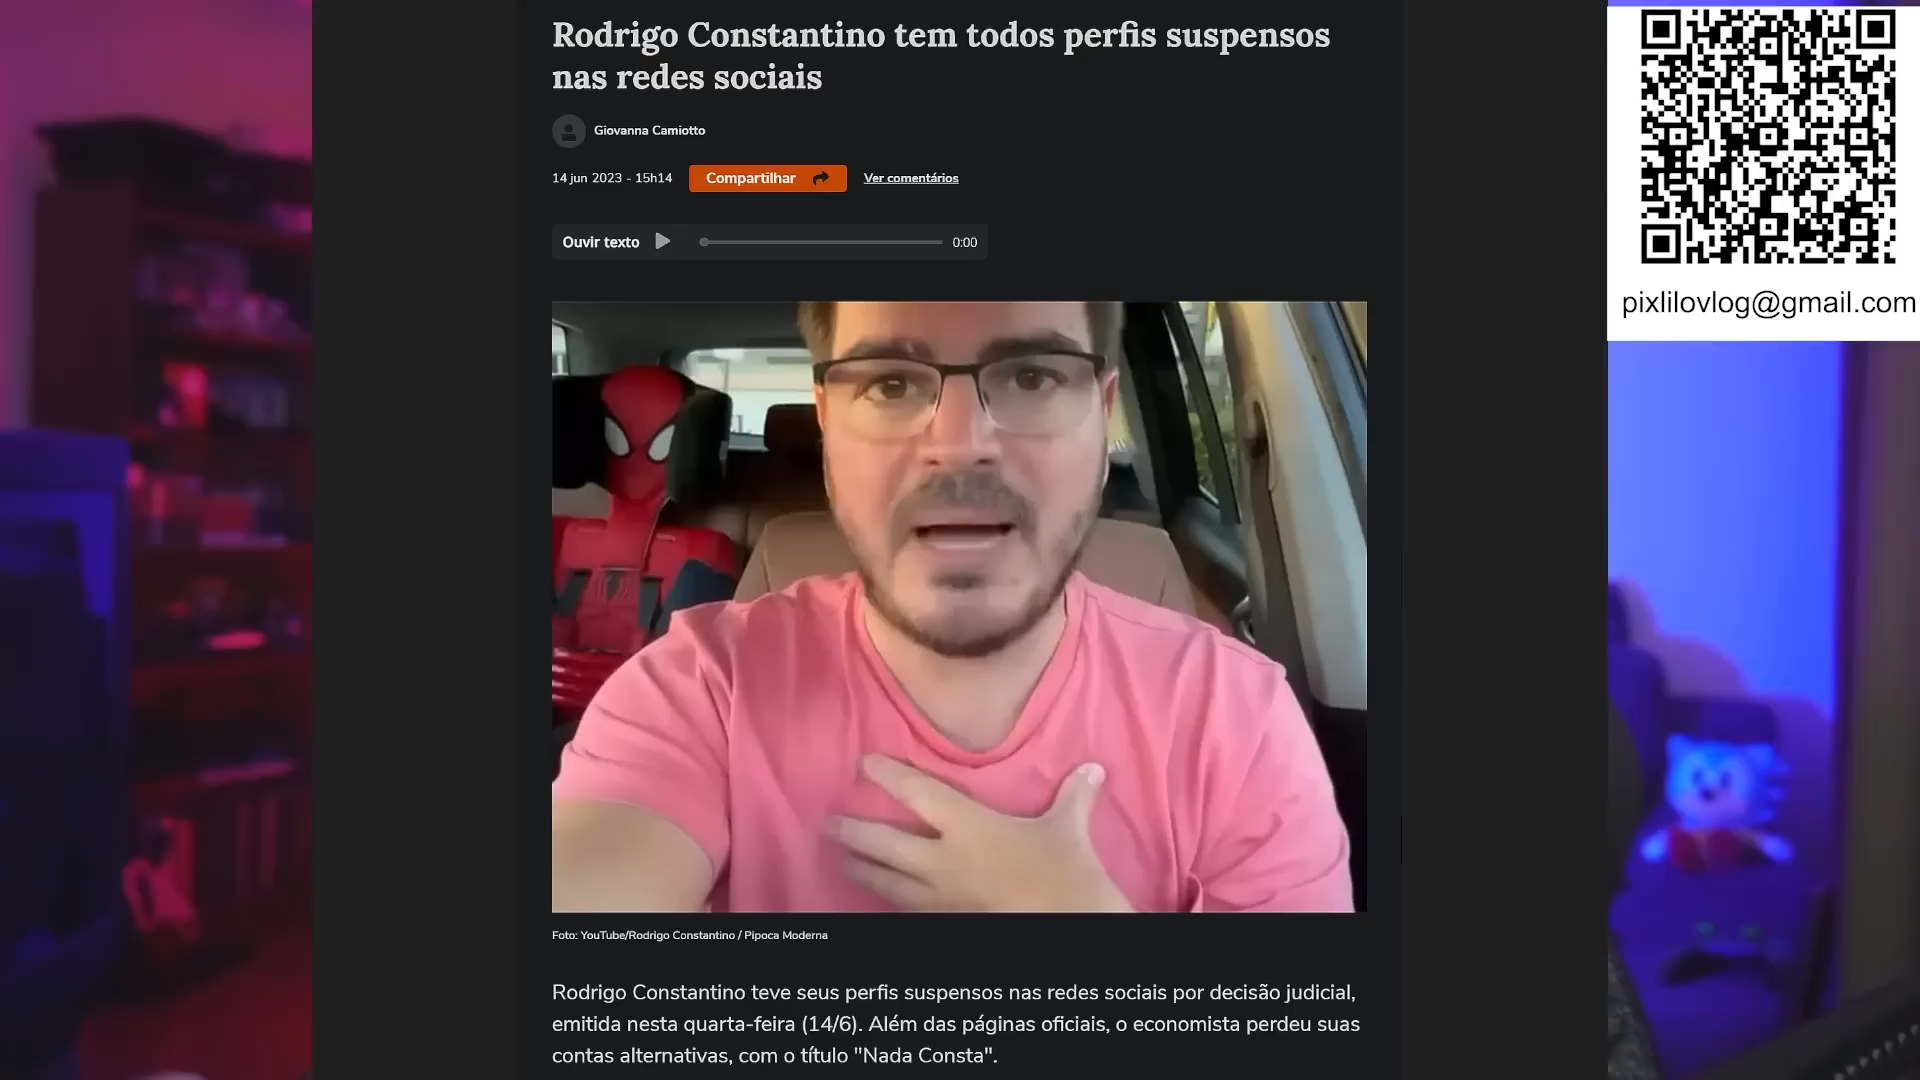 Rodrigo Constantino tem todos perfis suspensos
nas redes sociais
Giovanna Camiotto
14 jun 2023 - 15h14
Compartilhar
Ver comentários
Ouvir texto
0:00
pixlilovlog@gmail.com
Foto: YouTube/Rodrigo Constantino / Pipoca Moderna
Rodrigo Constantino teve seus perfis suspensos nas redes sociais por decisão judicial,
emitida nesta quarta-feira (14/6). Além das páginas oficiais, o economista perdeu suas
contas alternativas, com o título "Nada Consta".